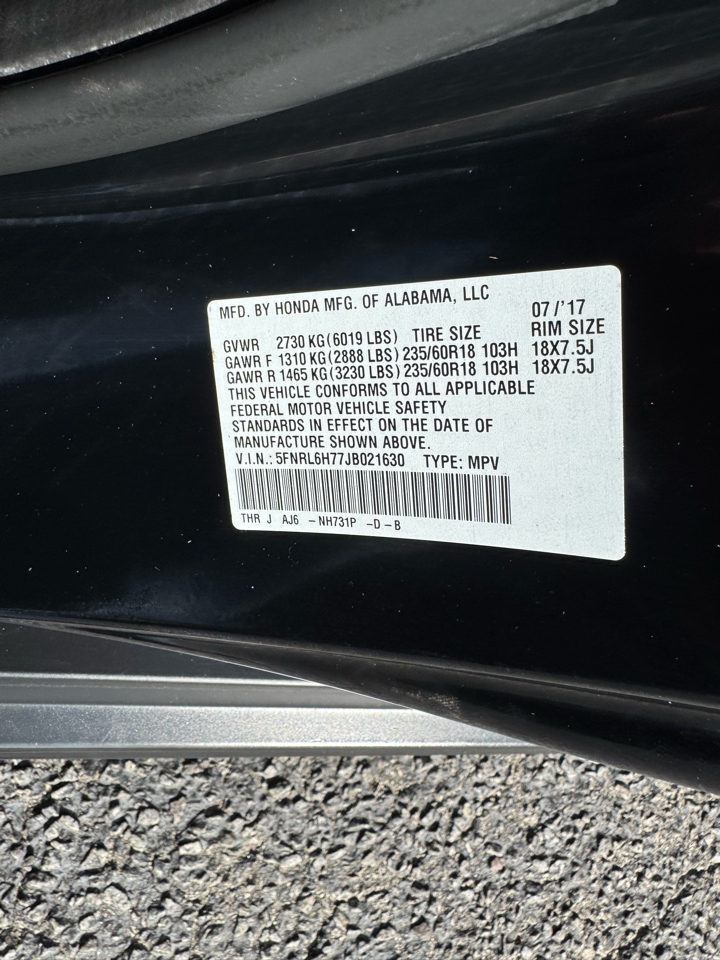 MFD. BY HONDA MFG. OF ALABAMA, LLC 07/'17
GVWR 2730 KG(6019 LBS) TIRE SIZE RIM SIZE
GAWR F 1310 KG(2888 LBS) 235/60R18 103H 18X7.5J
GAWR R 1465 KG(3230 LBS) 235/60R18 103H 18X7.5J
THIS VEHICLE CONFORMS TO ALL APPLICABLE
FEDERAL MOTOR VEHICLE SAFETY
STANDARDS IN EFFECT ON THE DATE OF
MANUFACTURE SHOWN ABOVE.
V.I.N.: 5FNRL6H77JB021630 TYPE: MPV
THR J AJ6 -NH731P -D-B